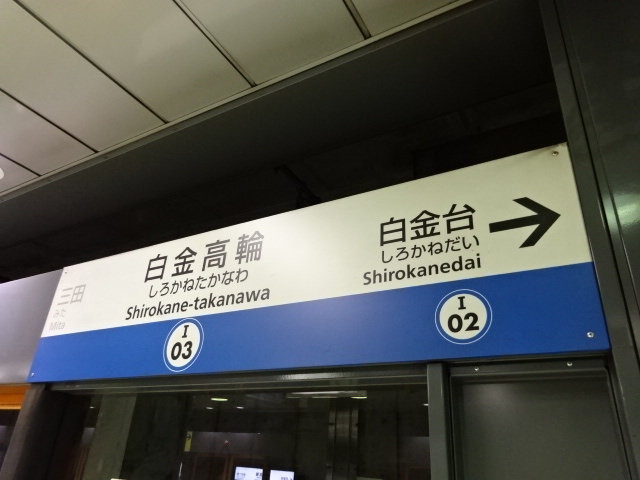 三田
みた
Mita
白金高輪
しろかねたかなわ
Shirokane-takanawa
I
03
白金台
しろかねだい
Shirokanedai
I
02